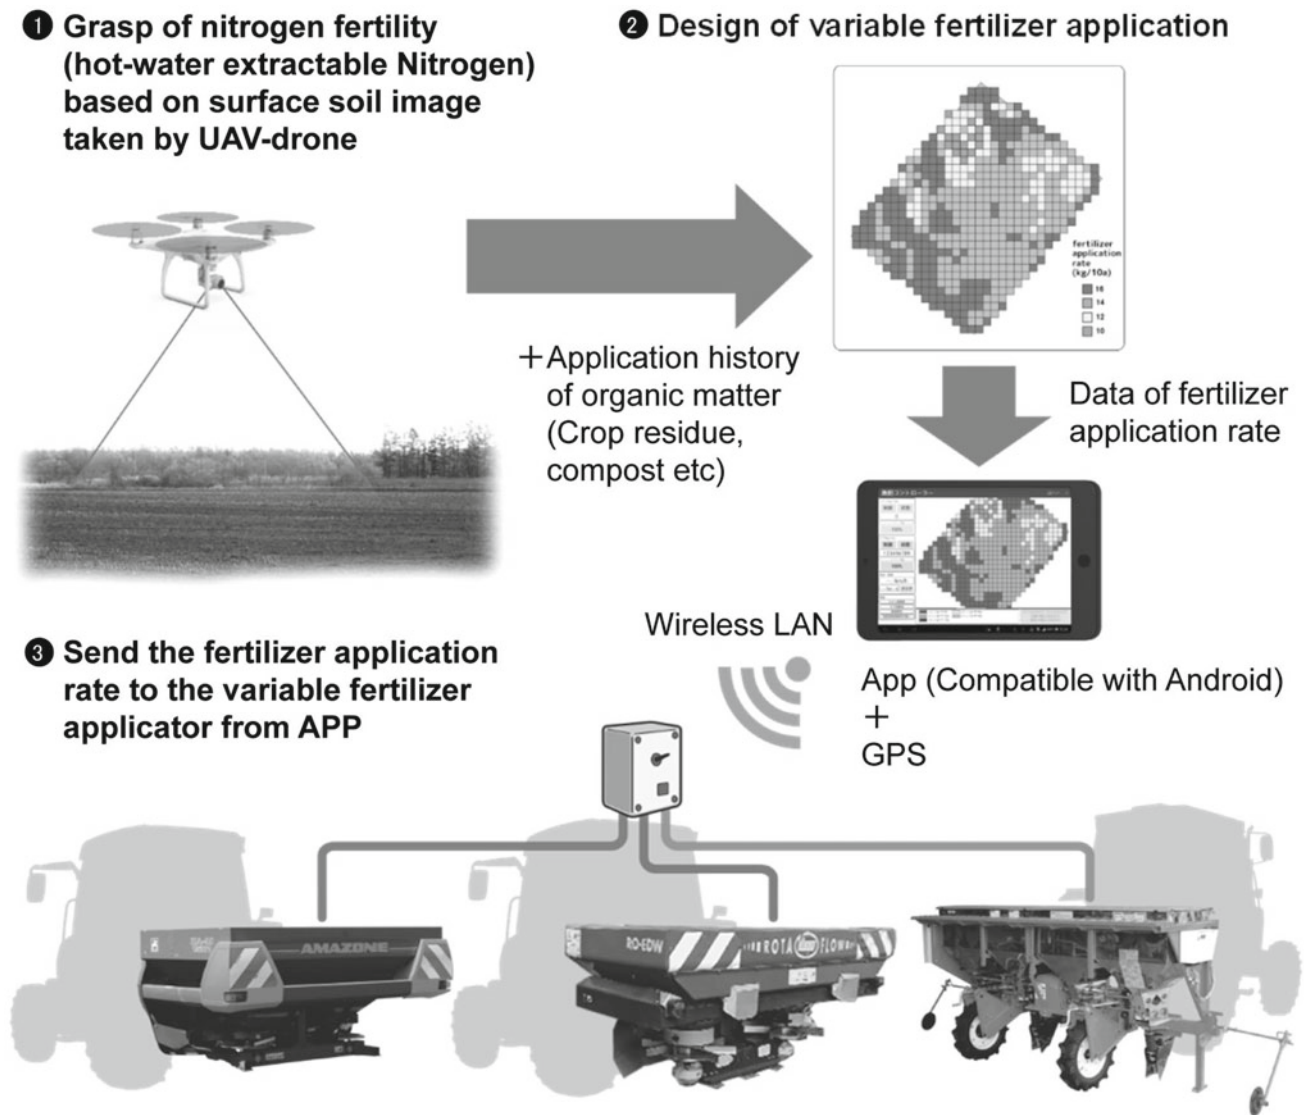 ❶ Grasp of nitrogen fertility
(hot-water extractable Nitrogen)
based on surface soil image
taken by UAV-drone
❷ Design of variable fertilizer application
fertilizer
application
rate
(kg/10a)
16
14
12
10
+Application history
of organic matter
(Crop residue,
compost etc)
Data of fertilizer
application rate
Wireless LAN
App (Compatible with Android)
+
GPS
❸ Send the fertilizer application
rate to the variable fertilizer
applicator from APP
AMAZONE
RO-EDW
ROTA FLOW